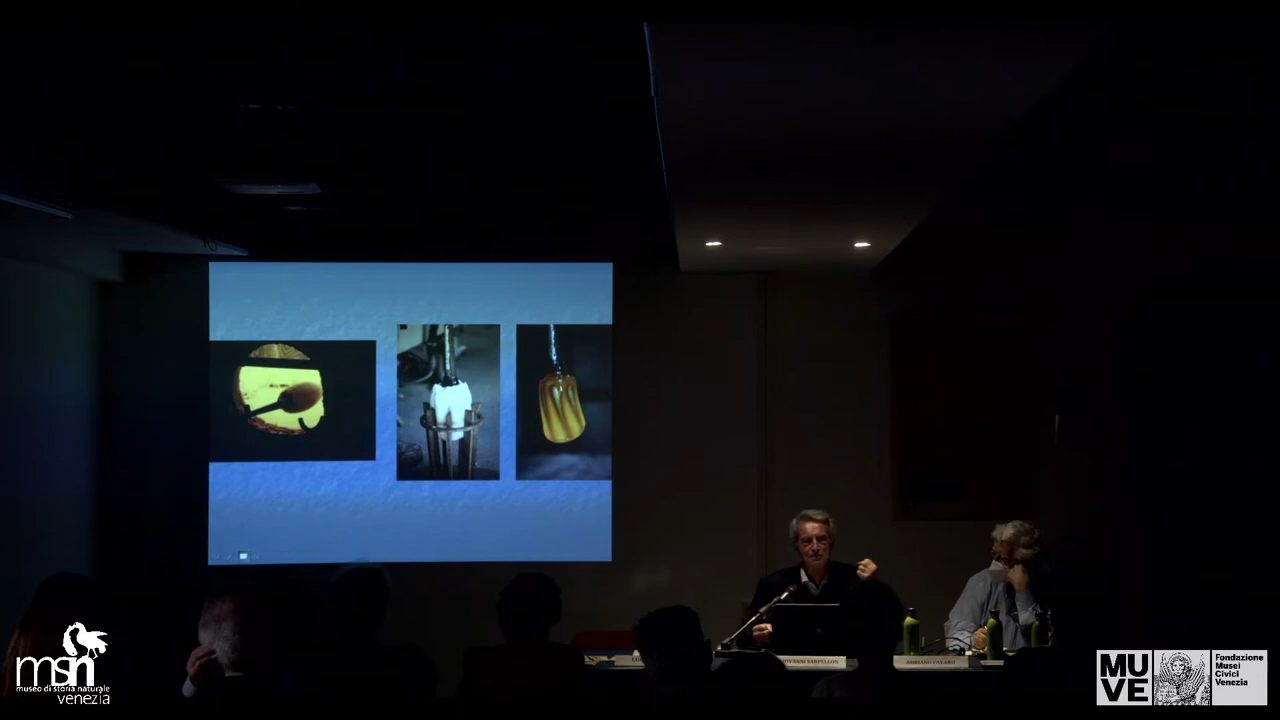 msn
museo di storia naturale
venezia
GIOVANNI SARPELLON
ADRIANO FAVARO
MU
VE
Fondazione
Musei
Civici
Venezia